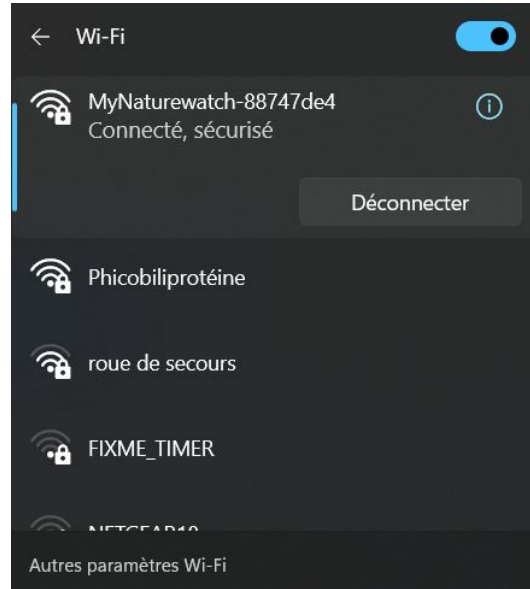 Wi-Fi
MyNaturewatch-88747de4
Connecté, sécurisé
Déconnecter
Phicobiliprotéine
roue de secours
FIXME_TIMER
Autres paramètres Wi-Fi